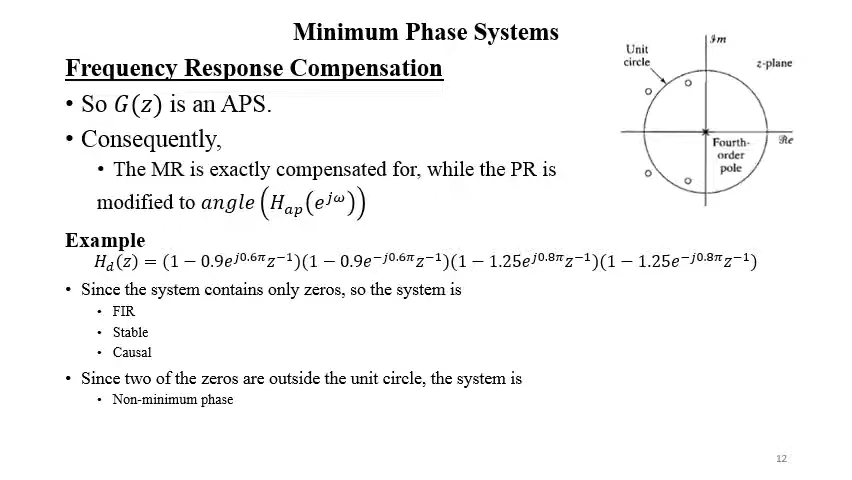 Minimum Phase Systems
Frequency Response Compensation
• So G(z) is an APS.
• Consequently,
• The MR is exactly compensated for, while the PR is
modified to angle(H_ap(e^{jω}))
Unit
circle
ℐm
z-plane
ℛe
Fourth-
order
pole
Example
H_d(z) = (1 − 0.9e^{j0.6π}z^{−1})(1 − 0.9e^{−j0.6π}z^{−1})(1 − 1.25e^{j0.8π}z^{−1})(1 − 1.25e^{−j0.8π}z^{−1})
• Since the system contains only zeros, so the system is
• FIR
• Stable
• Causal
• Since two of the zeros are outside the unit circle, the system is
• Non-minimum phase
12